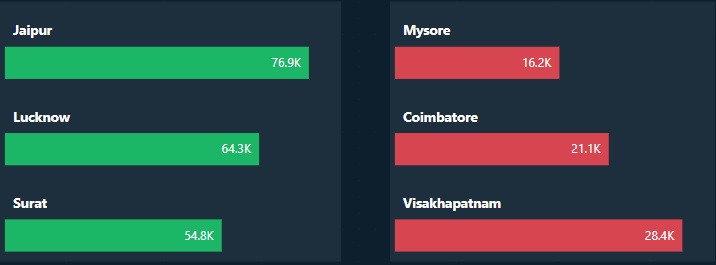 Jaipur
76.9K
Lucknow
64.3K
Surat
54.8K
Mysore
16.2K
Coimbatore
21.1K
Visakhapatnam
28.4K